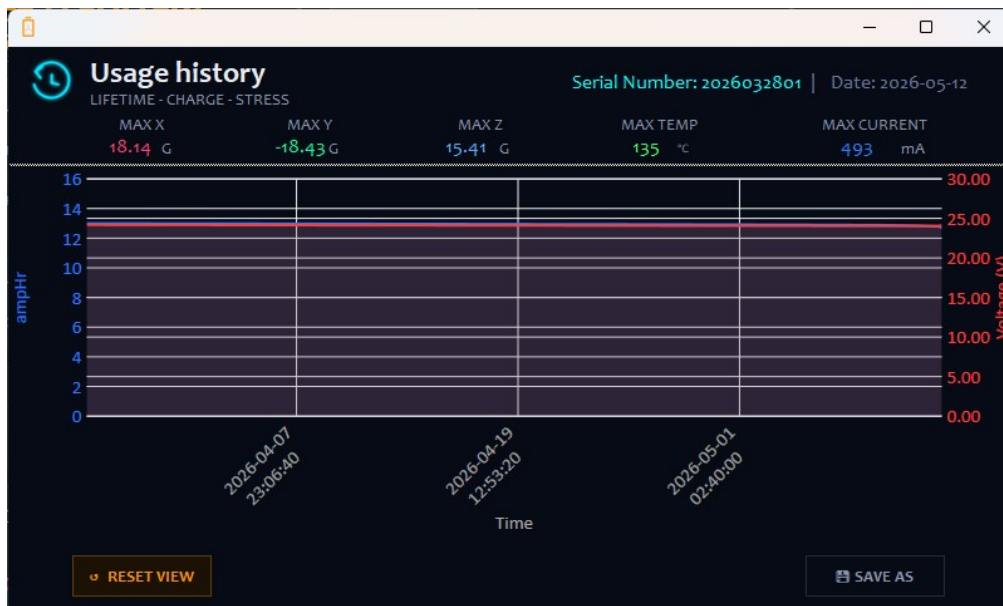 Usage history
LIFETIME - CHARGE - STRESS
Serial Number: 2026032801 | Date: 2026-05-12
MAX X MAX Y MAX Z MAX TEMP MAX CURRENT
18.14 G -18.43 G 15.41 G 135 °C 493 mA
16 30.00
14
25.00
12
20.00
10
8 15.00
6
10.00
4
5.00
2
0 0.00
ampHr
Voltage (V)
2026-04-07
23:06:40
2026-04-19
12:53:20
2026-05-01
02:40:00
Time
↺ RESET VIEW
SAVE AS